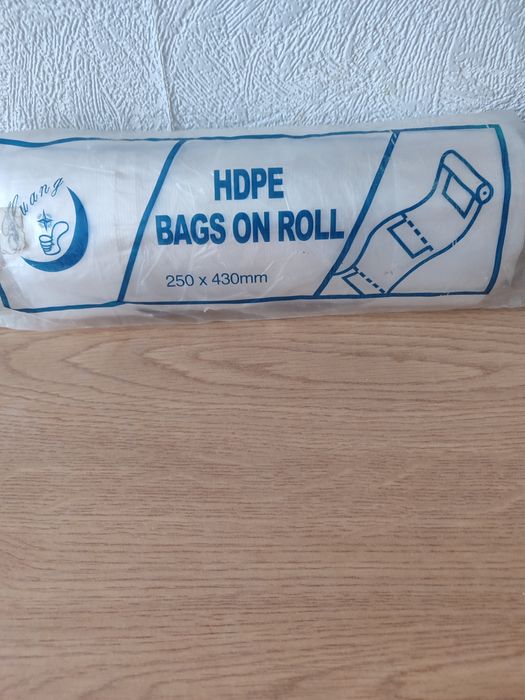 HDPE
BAGS ON ROLL
250 x 430mm